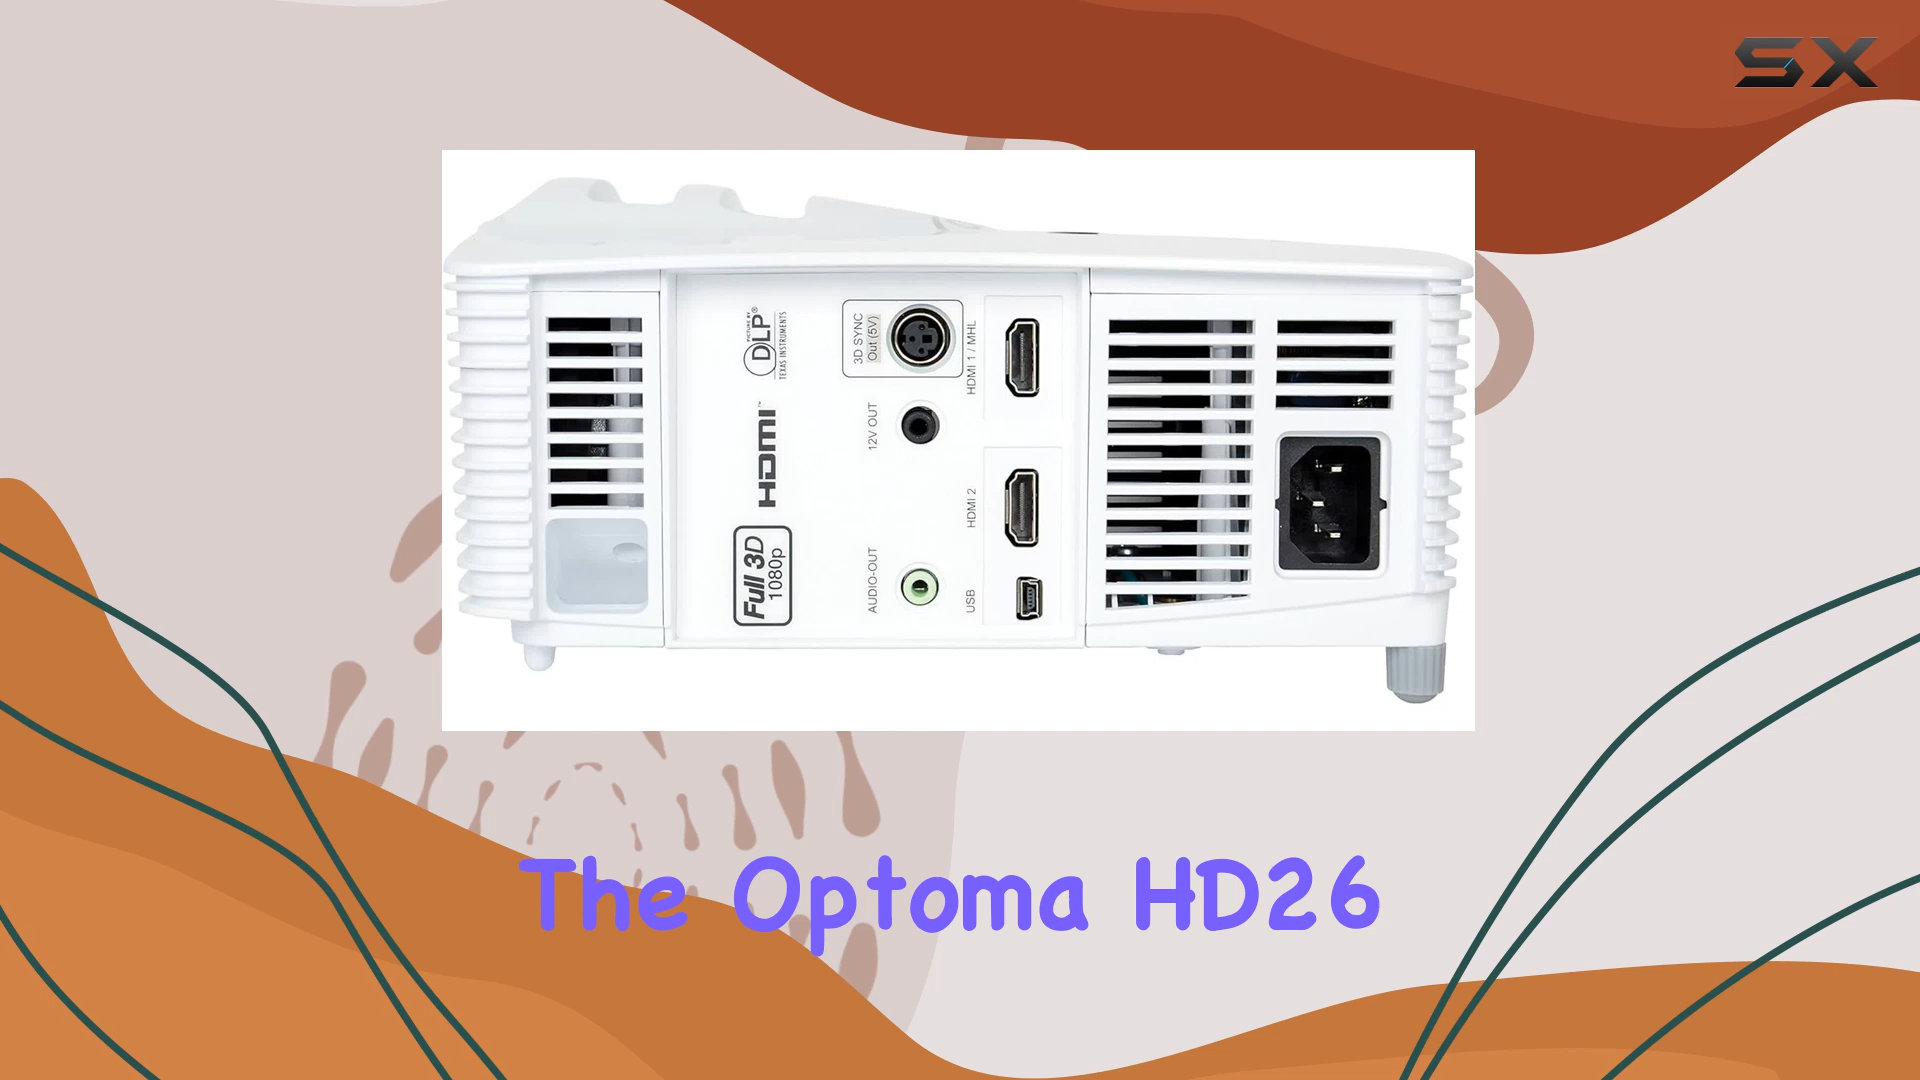 SX
PICTURE BY
DLP®
TEXAS INSTRUMENTS
HDMI™
Full 3D
1080p
3D SYNC
Out (5V)
12V OUT
AUDIO-OUT
HDMI 1 / MHL
HDMI 2
USB
The Optoma HD26